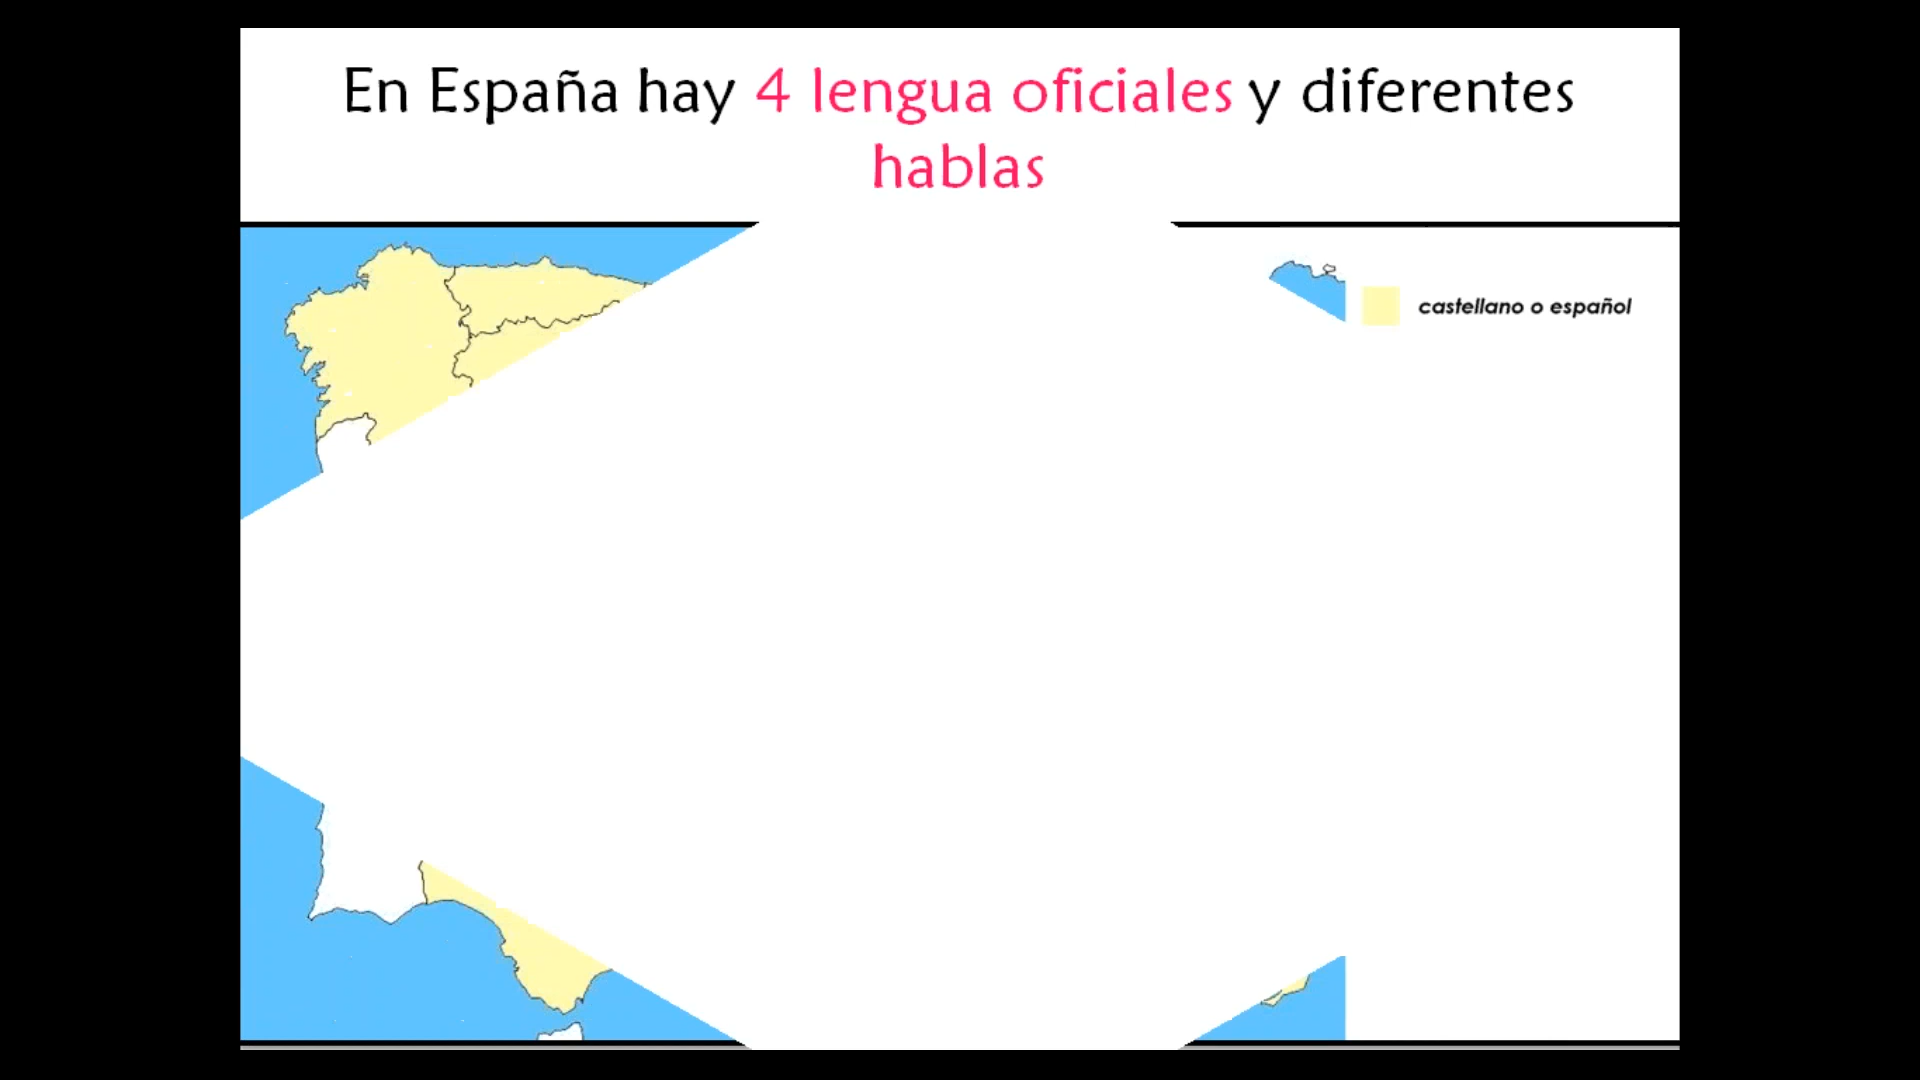 En España hay 4 lengua oficiales y diferentes
hablas
castellano o español